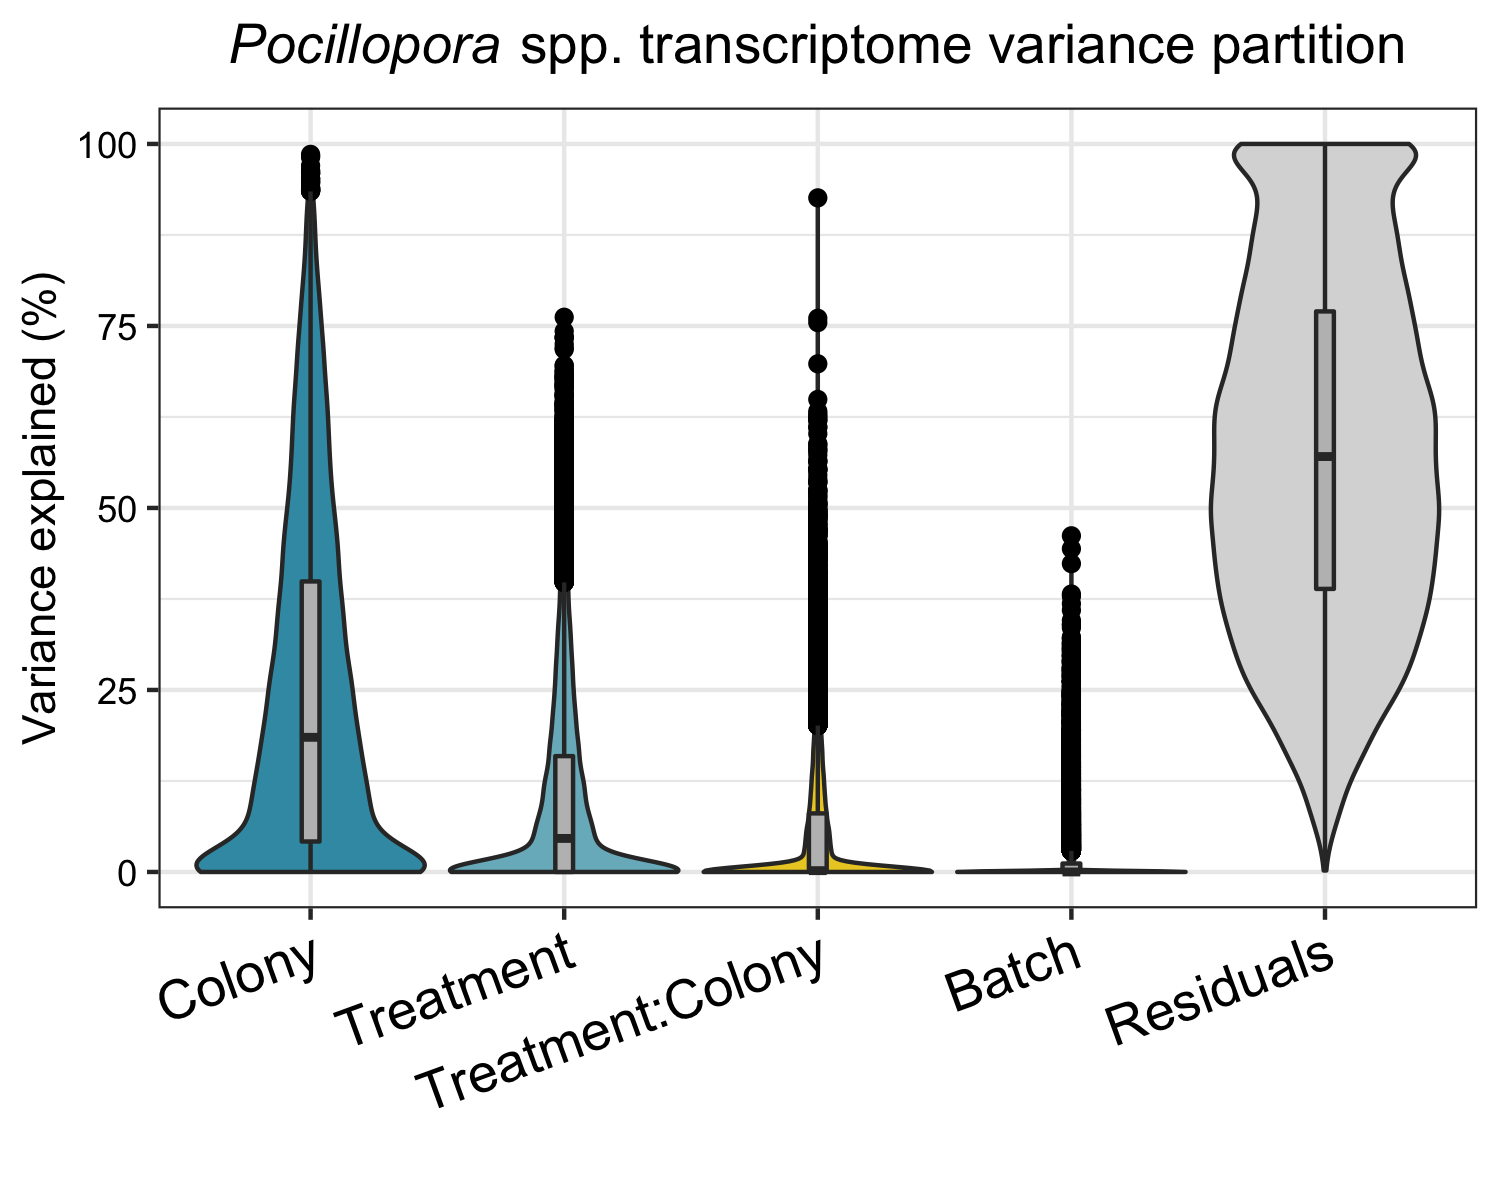 Pocillopora spp. transcriptome variance partition
Variance explained (%)
100
75
50
25
0
Colony
Treatment
Treatment:Colony
Batch
Residuals